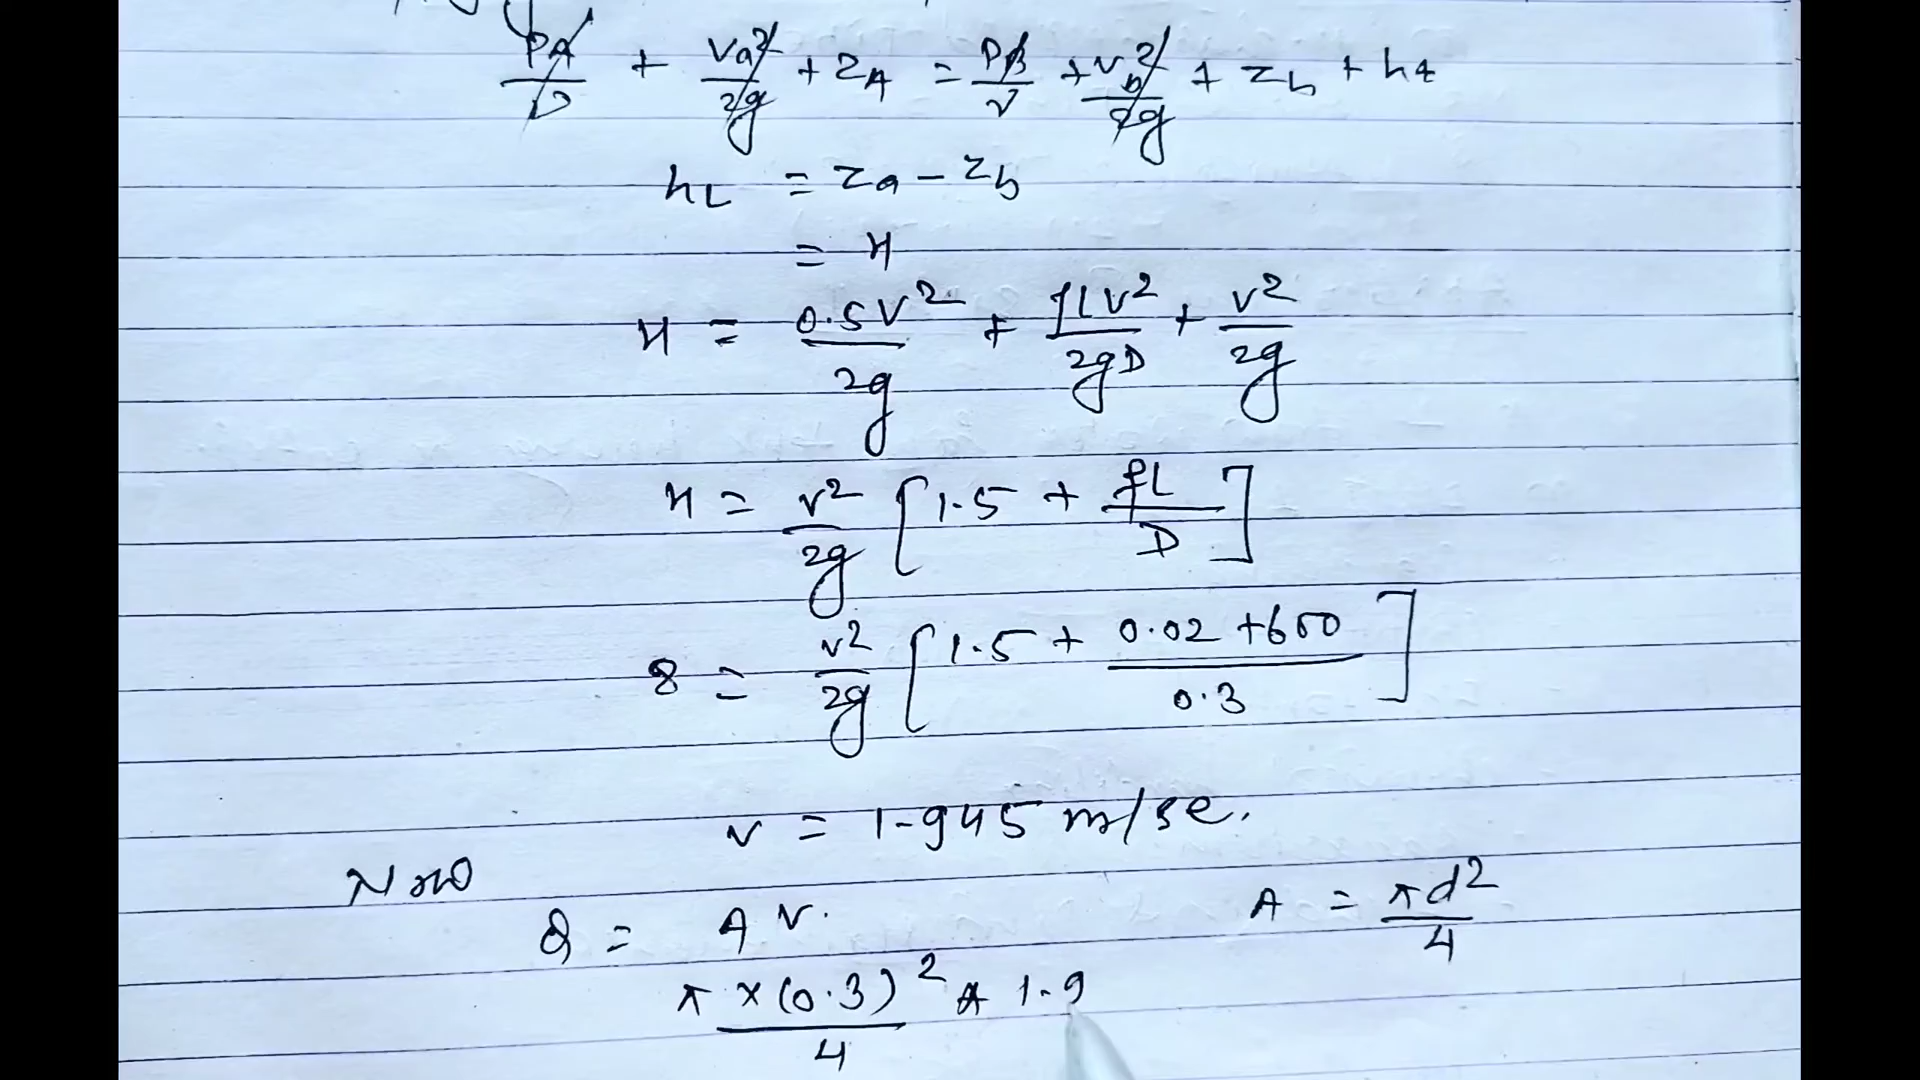 PA/γ + Va²/2g + ZA = PB/γ + Vb²/2g + Zb + hL
hL = Za - Zb
= H
H = 0.5V²/2g + fLV²/2gD + V²/2g
H = V²/2g [1.5 + fL/D]
8 = V²/2g [1.5 + 0.02 +600/0.3]
V = 1.945 m/se.
Now
Q = AV. A = πd²/4
π × (0.3)²/4 * 1.9